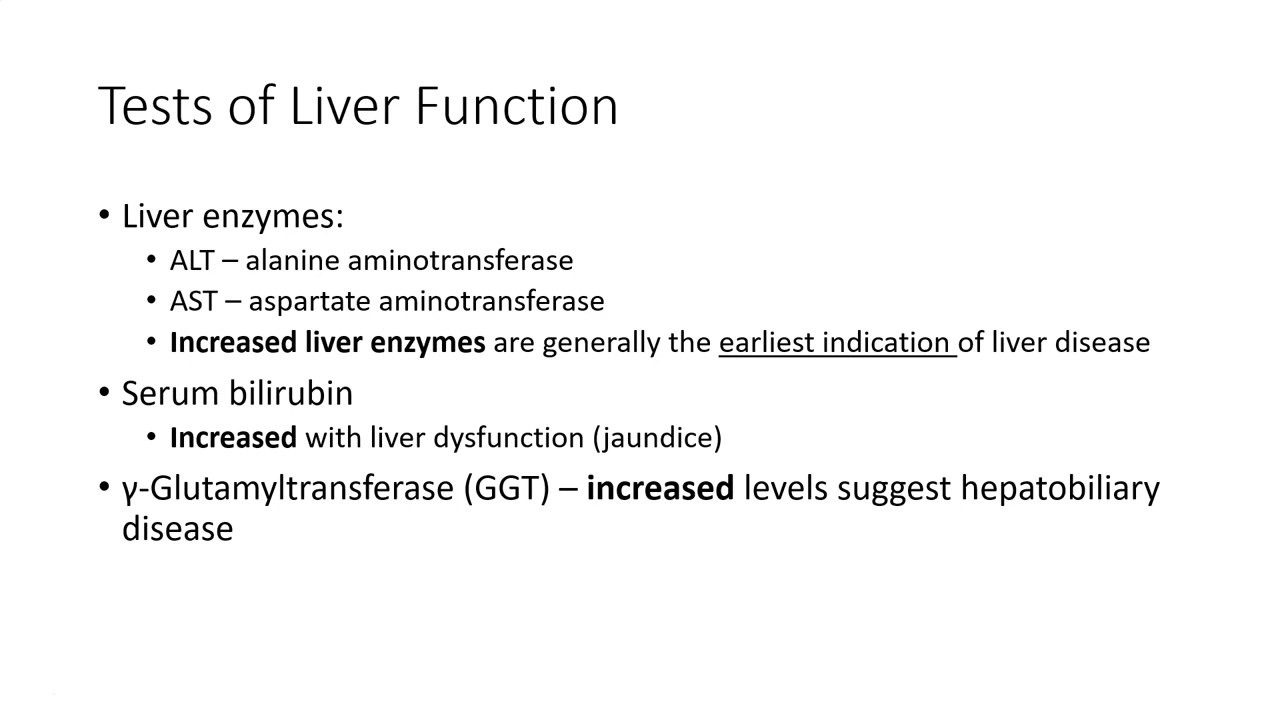 Tests of Liver Function
• Liver enzymes:
• ALT – alanine aminotransferase
• AST – aspartate aminotransferase
• Increased liver enzymes are generally the earliest indication of liver disease
• Serum bilirubin
• Increased with liver dysfunction (jaundice)
• γ-Glutamyltransferase (GGT) – increased levels suggest hepatobiliary
disease